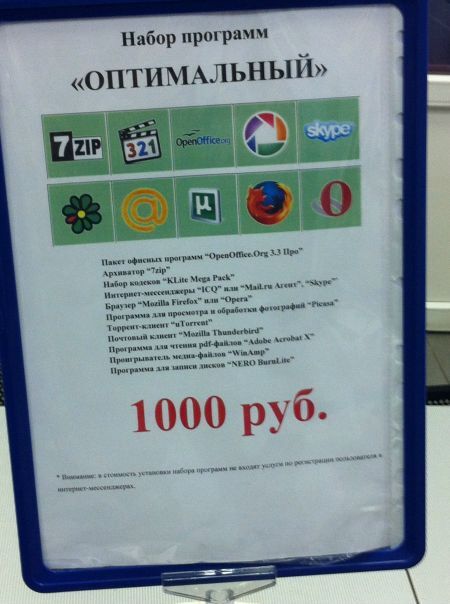 Набор программ
«ОПТИМАЛЬНЫЙ»
7ZIP
321
OpenOffice.org
skype
@
µ
Пакет офисных программ "OpenOffice.Org 3.3 Про"
Архиватор "7zip"
Набор кодеков "KLite Mega Pack"
Интернет-мессенджеры "ICQ" или "Mail.ru Агент". "Skype"
Браузер "Mozilla Firefox" или "Opera"
Программа для просмотра и обработки фотографий "Picasa"
Торрент-клиент "uTorrent"
Почтовый клиент "Mozilla Thunderbird"
Программа для чтения pdf-файлов "Adobe Acrobat X"
Проигрыватель медиа-файлов "WinAmp"
Программа для записи дисков "NERO BurnLite"
1000 руб.
* Внимание: в стоимость установки набора программ не входят услуги по регистрации пользователя в
интернет-мессенджерах.